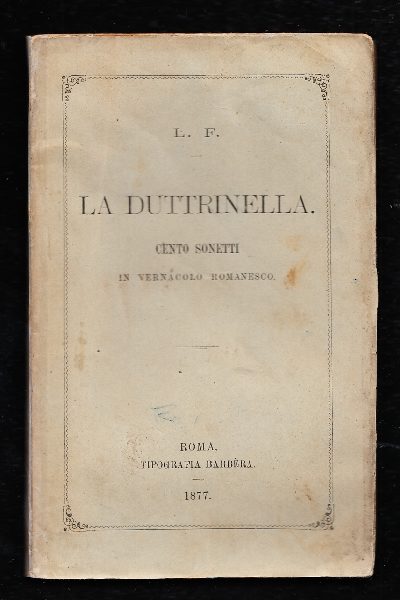 L. F.
LA DUTTRINELLA.
CENTO SONETTI
IN VERNACOLO ROMANESCO.
ROMA,
TIPOGRAFIA BARBÈRA.
1877.